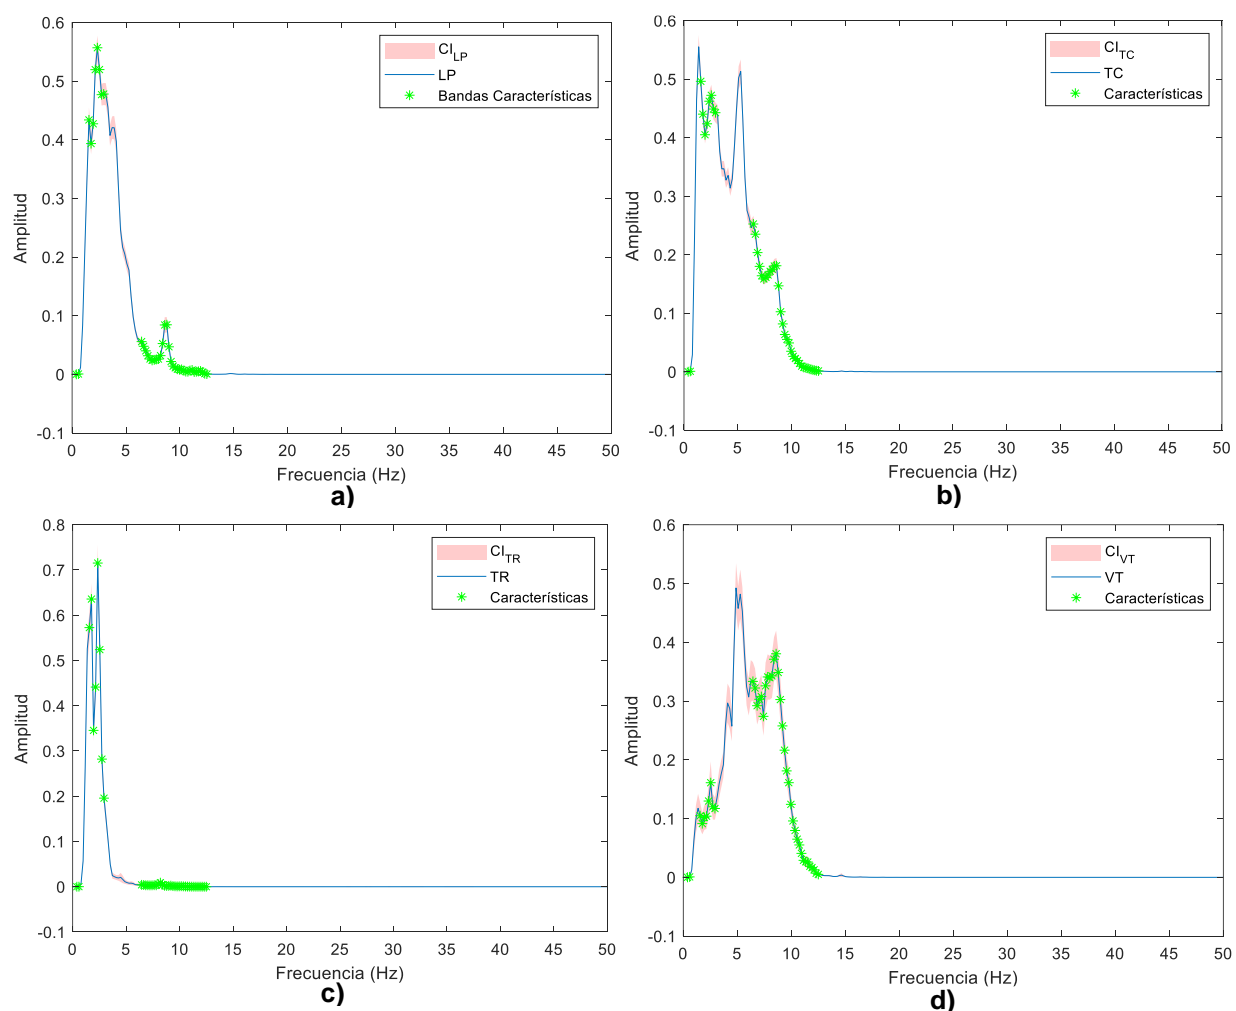 0.6
0.5
0.4
0.3
0.2
0.1
0
-0.1
Amplitud
CI_LP
LP
Bandas Características
0 5 10 15 20 25 30 35 40 45 50
Frecuencia (Hz)
a)
0.6
0.5
0.4
0.3
0.2
0.1
0
-0.1
Amplitud
CI_TC
TC
Características
0 5 10 15 20 25 30 35 40 45 50
Frecuencia (Hz)
b)
0.8
0.7
0.6
0.5
0.4
0.3
0.2
0.1
0
-0.1
Amplitud
CI_TR
TR
Características
0 5 10 15 20 25 30 35 40 45 50
Frecuencia (Hz)
c)
0.6
0.5
0.4
0.3
0.2
0.1
0
-0.1
Amplitud
CI_VT
VT
Características
0 5 10 15 20 25 30 35 40 45 50
Frecuencia (Hz)
d)